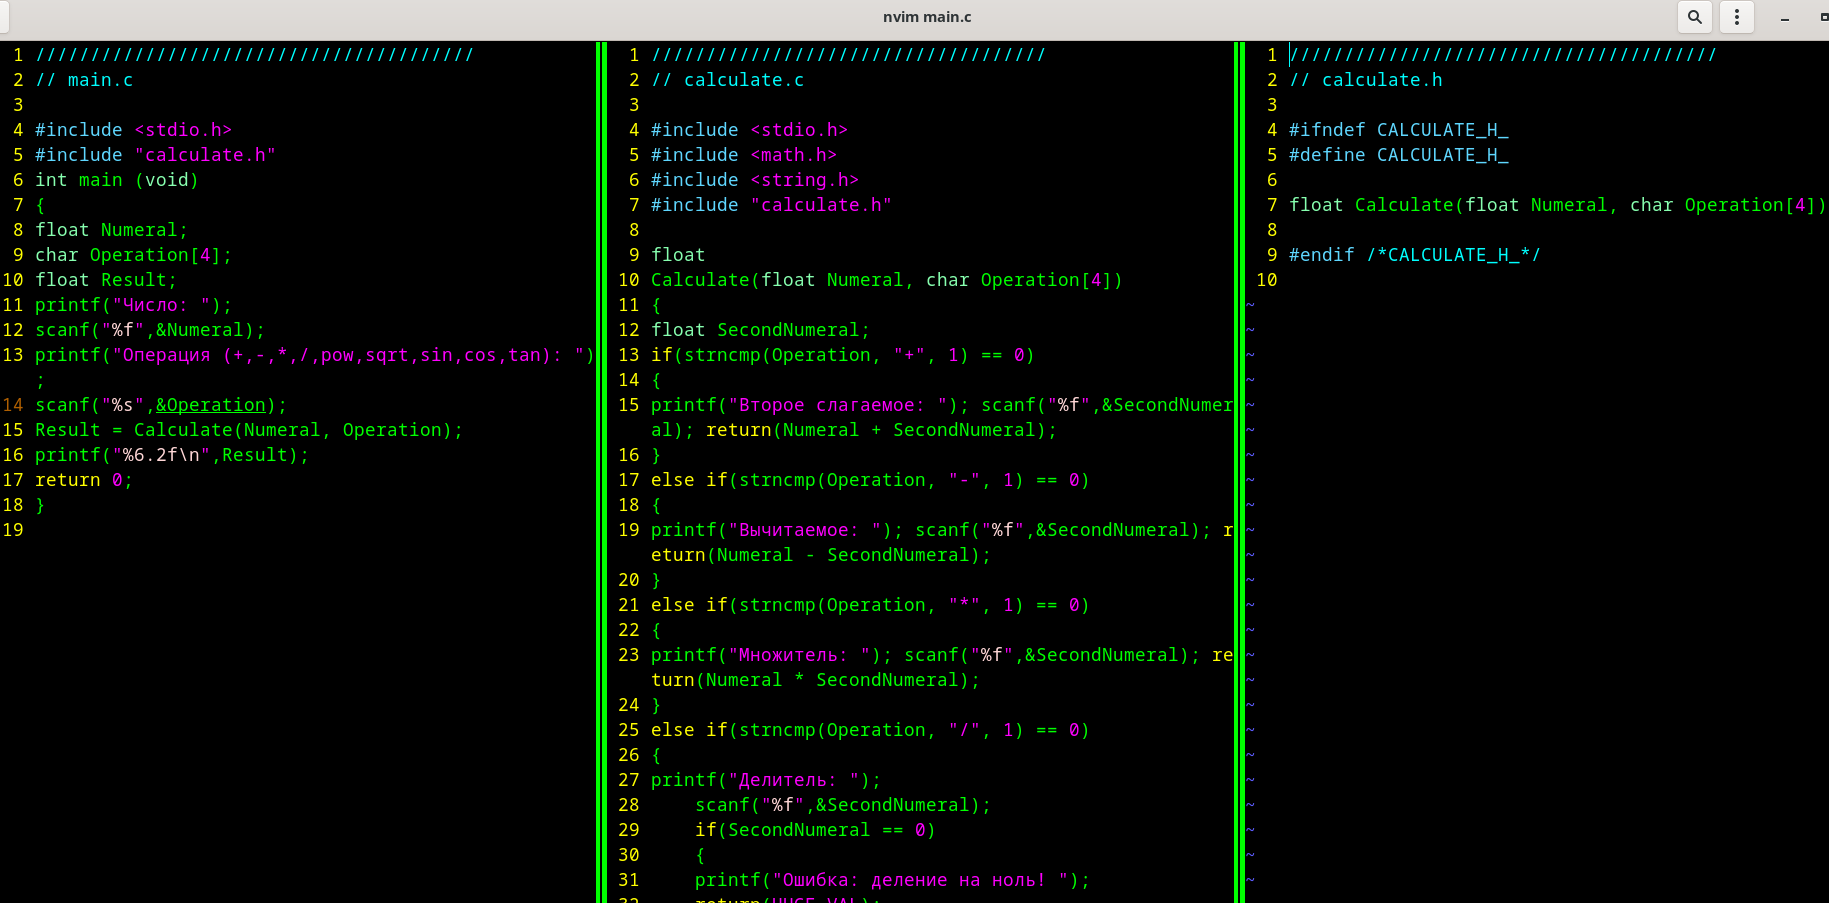 nvim main.c
1 ////////////////////////////////////////
2 // main.c
3
4 #include <stdio.h>
5 #include "calculate.h"
6 int main (void)
7 {
8 float Numeral;
9 char Operation[4];
10 float Result;
11 printf("Число: ");
12 scanf("%f",&Numeral);
13 printf("Операция (+,-,*,/,pow,sqrt,sin,cos,tan): ")
;
14 scanf("%s",&Operation);
15 Result = Calculate(Numeral, Operation);
16 printf("%6.2f\n",Result);
17 return 0;
18 }
19
1 ////////////////////////////////////
2 // calculate.c
3
4 #include <stdio.h>
5 #include <math.h>
6 #include <string.h>
7 #include "calculate.h"
8
9 float
10 Calculate(float Numeral, char Operation[4])
11 {
12 float SecondNumeral;
13 if(strncmp(Operation, "+", 1) == 0)
14 {
15 printf("Второе слагаемое: "); scanf("%f",&SecondNumer
al); return(Numeral + SecondNumeral);
16 }
17 else if(strncmp(Operation, "-", 1) == 0)
18 {
19 printf("Вычитаемое: "); scanf("%f",&SecondNumeral); r
eturn(Numeral - SecondNumeral);
20 }
21 else if(strncmp(Operation, "*", 1) == 0)
22 {
23 printf("Множитель: "); scanf("%f",&SecondNumeral); re
turn(Numeral * SecondNumeral);
24 }
25 else if(strncmp(Operation, "/", 1) == 0)
26 {
27 printf("Делитель: ");
28 scanf("%f",&SecondNumeral);
29 if(SecondNumeral == 0)
30 {
31 printf("Ошибка: деление на ноль! ");
32 return(HUGE_VAL);
1 ///////////////////////////////////////
2 // calculate.h
3
4 #ifndef CALCULATE_H_
5 #define CALCULATE_H_
6
7 float Calculate(float Numeral, char Operation[4])
8
9 #endif /*CALCULATE_H_*/
10